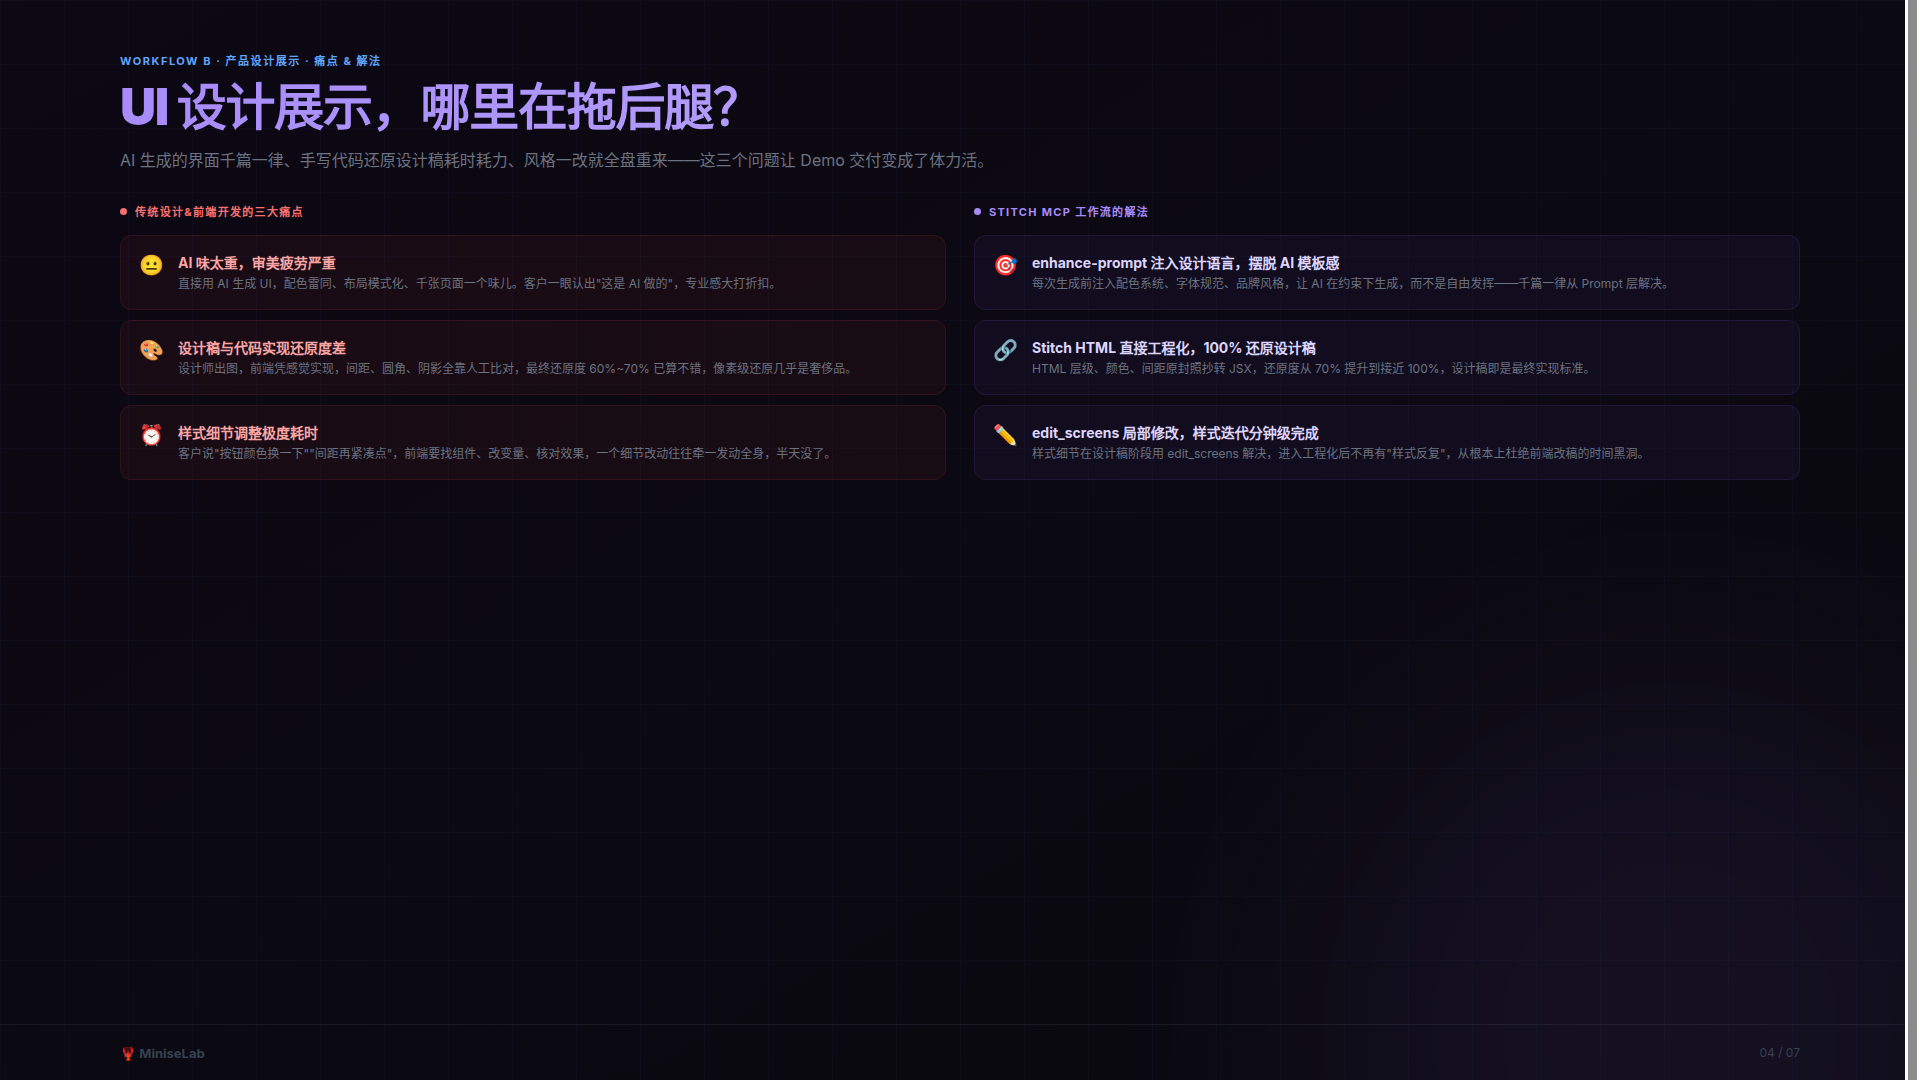 WORKFLOW B · 产品设计展示 · 痛点 & 解法
UI 设计展示，哪里在拖后腿？
AI 生成的界面千篇一律、手写代码还原设计稿耗时耗力、风格一改就全盘重来——这三个问题让 Demo 交付变成了体力活。
传统设计&前端开发的三大痛点
AI 味太重，审美疲劳严重
直接用 AI 生成 UI，配色雷同、布局模式化、千张页面一个味儿。客户一眼认出"这是 AI 做的"，专业感大打折扣。
设计稿与代码实现还原度差
设计师出图，前端凭感觉实现，间距、圆角、阴影全靠人工比对，最终还原度 60%~70% 已算不错，像素级还原几乎是奢侈品。
样式细节调整极度耗时
客户说"按钮颜色换一下""间距再紧凑点"，前端要找组件、改变量、核对效果，一个细节改动往往牵一发动全身，半天没了。
STITCH MCP 工作流的解法
enhance-prompt 注入设计语言，摆脱 AI 模板感
每次生成前注入配色系统、字体规范、品牌风格，让 AI 在约束下生成，而不是自由发挥——千篇一律从 Prompt 层解决。
Stitch HTML 直接工程化，100% 还原设计稿
HTML 层级、颜色、间距原封照抄转 JSX，还原度从 70% 提升到接近 100%，设计稿即是最终实现标准。
edit_screens 局部修改，样式迭代分钟级完成
样式细节在设计稿阶段用 edit_screens 解决，进入工程化后不再有"样式反复"，从根本上杜绝前端改稿的时间黑洞。
MiniseLab
04 / 07